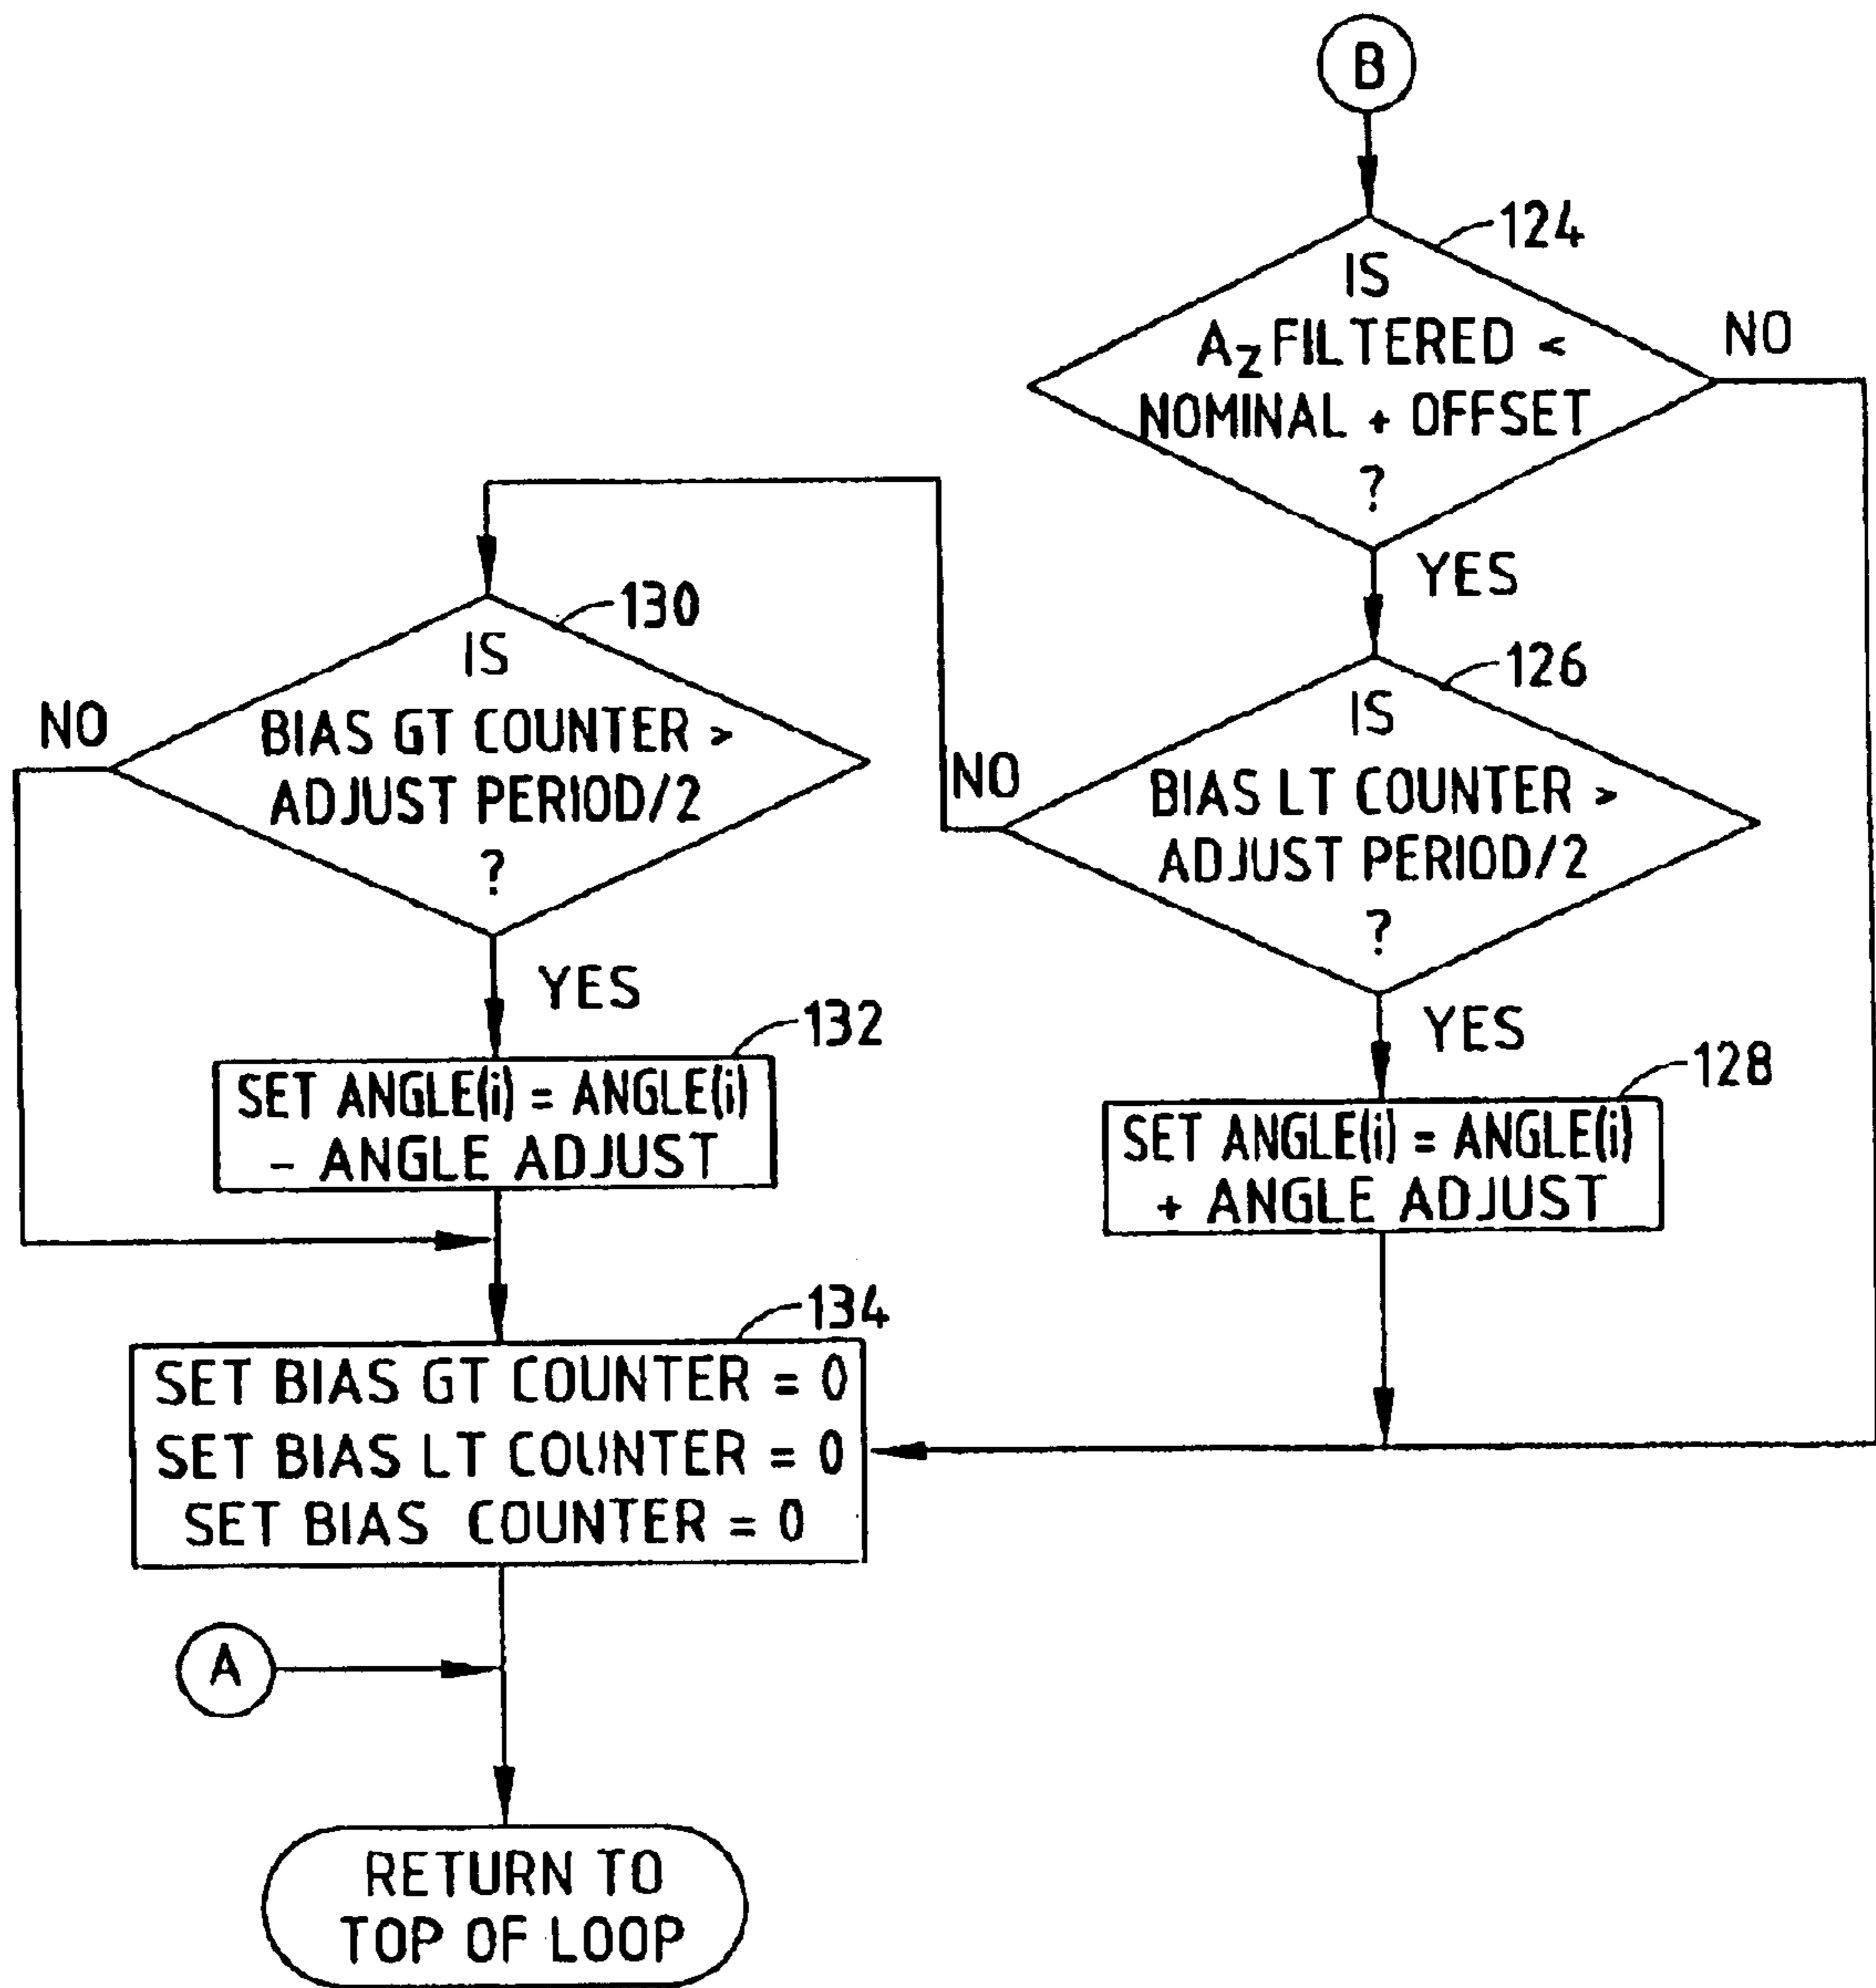 B
124
IS
AZ FILTERED <
NOMINAL + OFFSET
?
NO
YES
126
IS
BIAS LT COUNTER >
ADJUST PERIOD/2
?
NO
YES
128
SET ANGLE(i) = ANGLE(i)
+ ANGLE ADJUST
130
IS
BIAS GT COUNTER >
ADJUST PERIOD/2
?
NO
YES
132
SET ANGLE(i) = ANGLE(i)
- ANGLE ADJUST
134
SET BIAS GT COUNTER = 0
SET BIAS LT COUNTER = 0
SET BIAS COUNTER = 0
A
RETURN TO
TOP OF LOOP